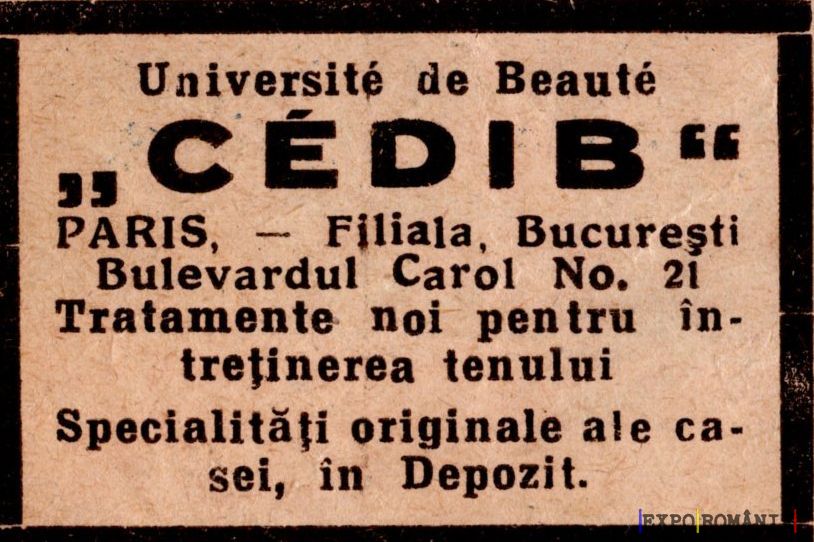 Université de Beauté
„CÉDIB“
PARIS, — Filiala, Bucureşti
Bulevardul Carol No. 21
Tratamente noi pentru în-
treţinerea tenului
Specialităţi originale ale ca-
sei, în Depozit.
EXPO ROMÂNI